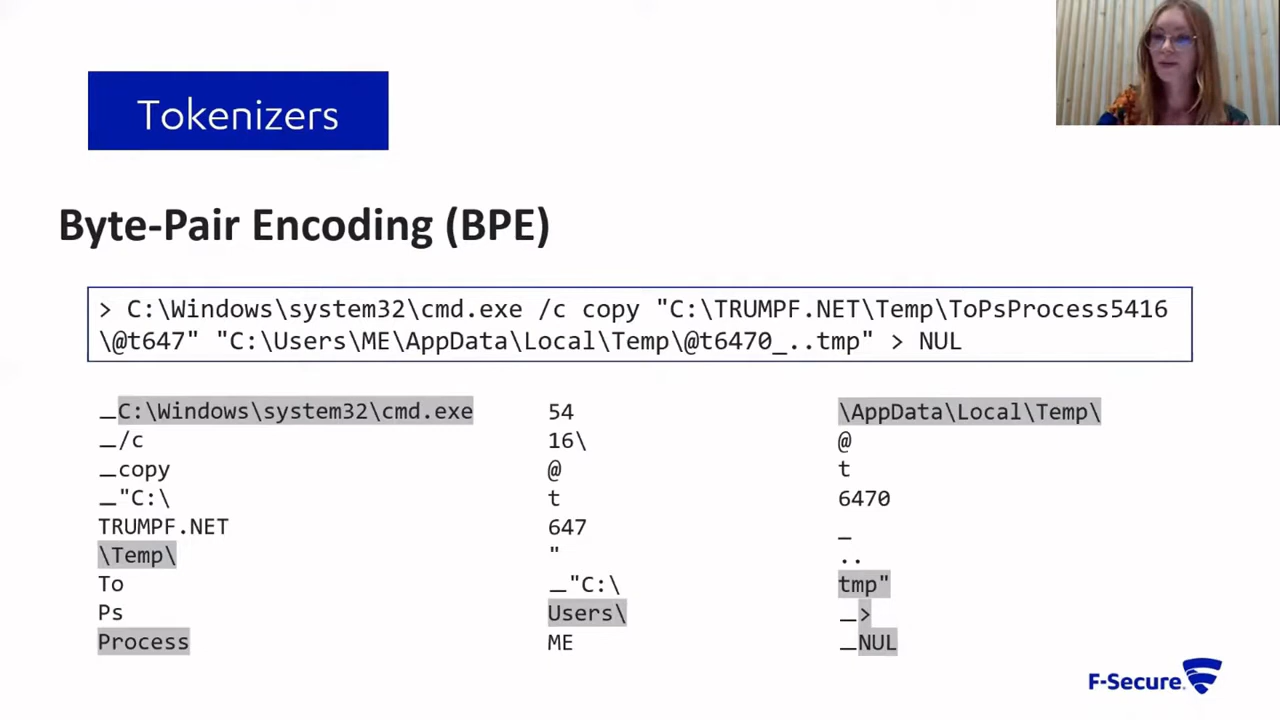 Tokenizers
Byte-Pair Encoding (BPE)
> C:\Windows\system32\cmd.exe /c copy "C:\TRUMPF.NET\Temp\ToPsProcess5416
\@t647" "C:\Users\ME\AppData\Local\Temp\@t6470_..tmp" > NUL
_C:\Windows\system32\cmd.exe
_/c
_copy
_"C:\
TRUMPF.NET
\Temp\
To
Ps
Process
54
16\
@
t
647
"
_"C:\
Users\
ME
\AppData\Local\Temp\
@
t
6470
_
..
tmp"
_>
_NUL
F-Secure